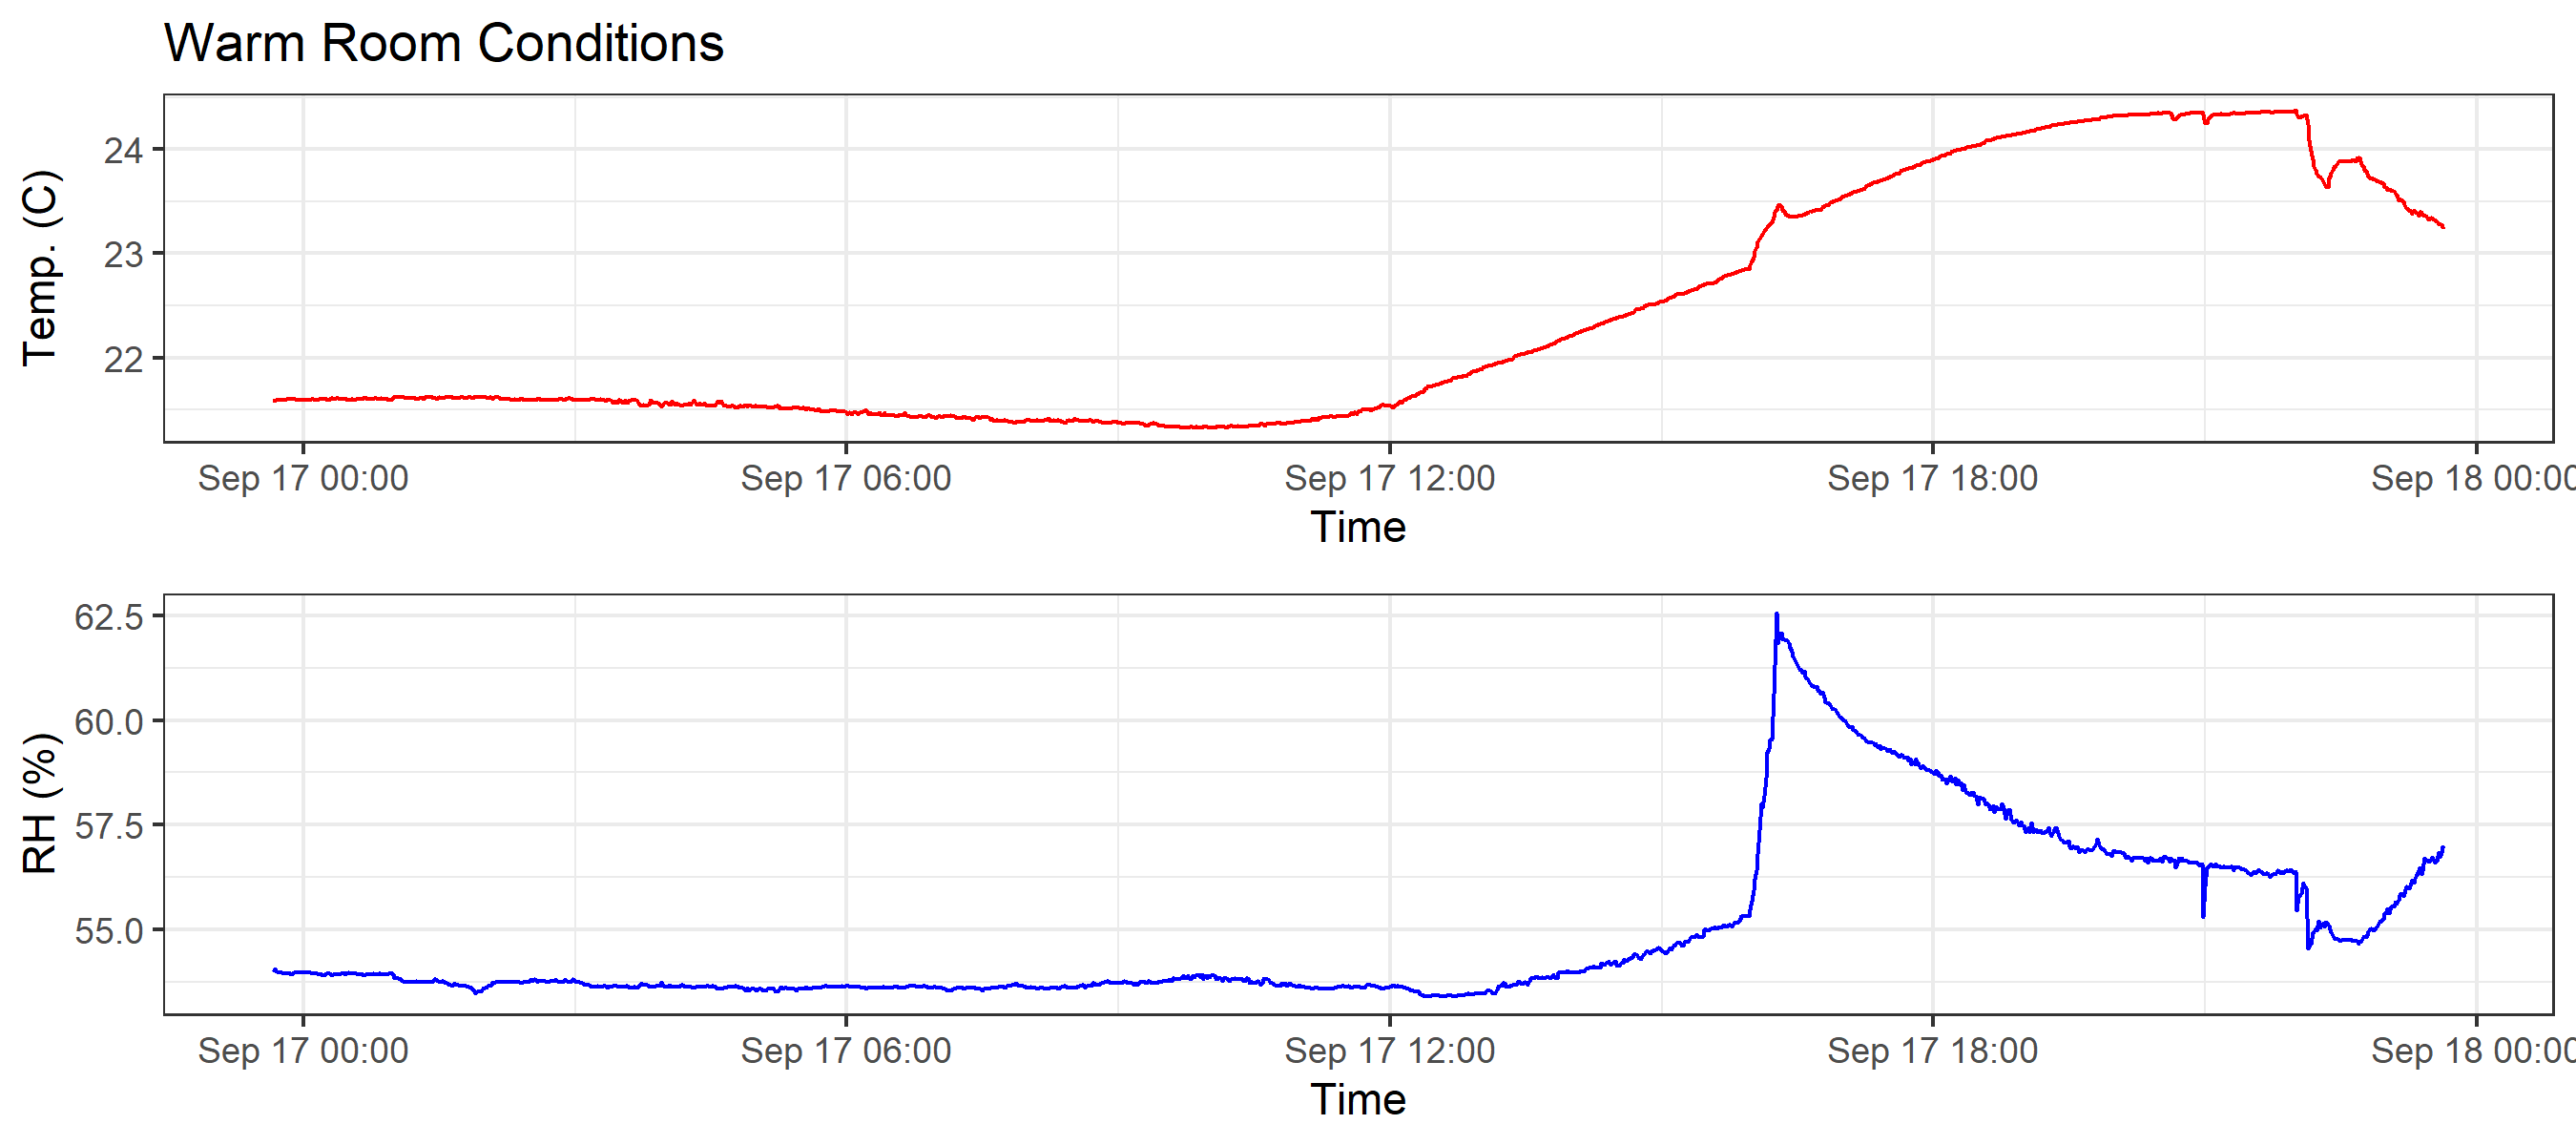 Warm Room Conditions
Temp. (C)
24
23
22
Sep 17 00:00 Sep 17 06:00 Sep 17 12:00 Sep 17 18:00 Sep 18 00:00
Time
RH (%)
62.5
60.0
57.5
55.0
Sep 17 00:00 Sep 17 06:00 Sep 17 12:00 Sep 17 18:00 Sep 18 00:00
Time